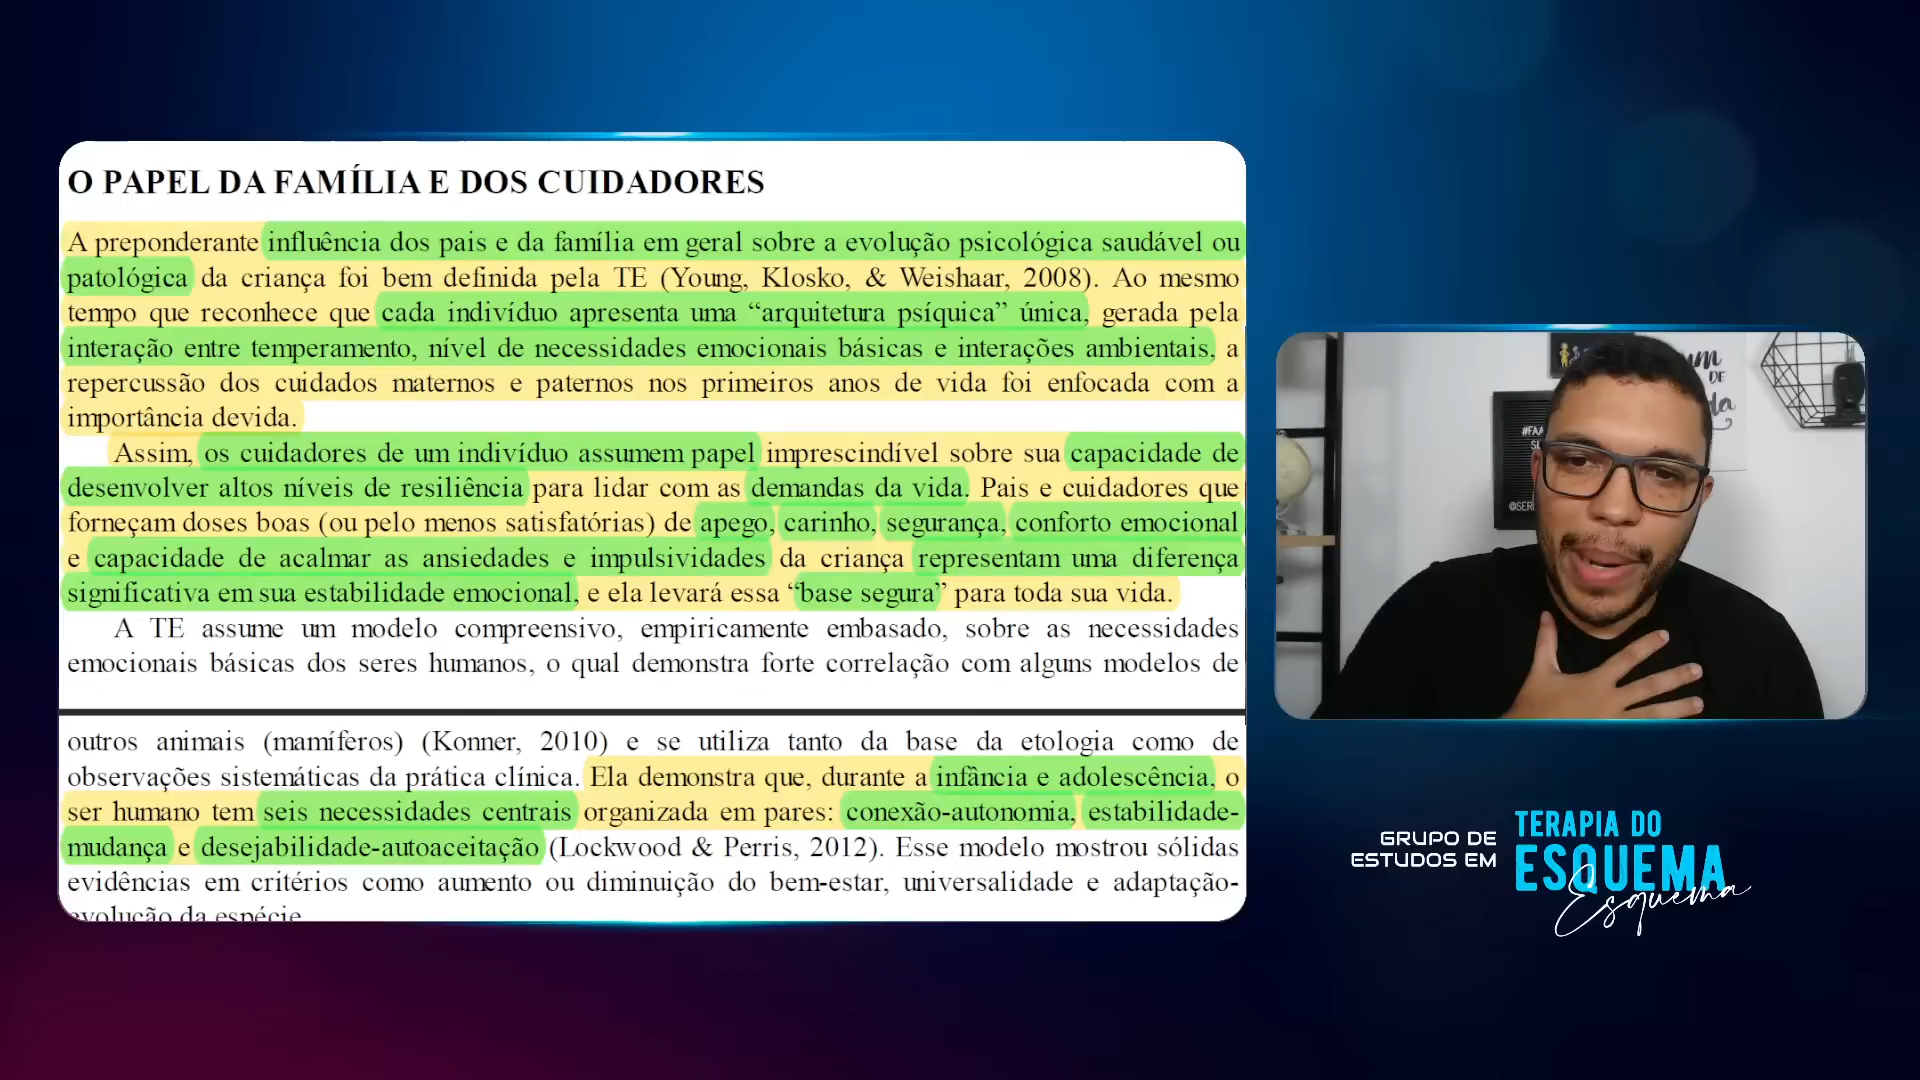 O PAPEL DA FAMÍLIA E DOS CUIDADORES
A preponderante influência dos pais e da família em geral sobre a evolução psicológica saudável ou
patológica da criança foi bem definida pela TE (Young, Klosko, & Weishaar, 2008). Ao mesmo
tempo que reconhece que cada indivíduo apresenta uma “arquitetura psíquica” única, gerada pela
interação entre temperamento, nível de necessidades emocionais básicas e interações ambientais, a
repercussão dos cuidados maternos e paternos nos primeiros anos de vida foi enfocada com a
importância devida.
Assim, os cuidadores de um indivíduo assumem papel imprescindível sobre sua capacidade de
desenvolver altos níveis de resiliência para lidar com as demandas da vida. Pais e cuidadores que
forneçam doses boas (ou pelo menos satisfatórias) de apego, carinho, segurança, conforto emocional
e capacidade de acalmar as ansiedades e impulsividades da criança representam uma diferença
significativa em sua estabilidade emocional, e ela levará essa “base segura” para toda sua vida.
A TE assume um modelo compreensivo, empiricamente embasado, sobre as necessidades
emocionais básicas dos seres humanos, o qual demonstra forte correlação com alguns modelos de
outros animais (mamíferos) (Konner, 2010) e se utiliza tanto da base da etologia como de
observações sistemáticas da prática clínica. Ela demonstra que, durante a infância e adolescência, o
ser humano tem seis necessidades centrais organizada em pares: conexão-autonomia, estabilidade-
mudança e desejabilidade-autoaceitação (Lockwood & Perris, 2012). Esse modelo mostrou sólidas
evidências em critérios como aumento ou diminuição do bem-estar, universalidade e adaptação-
evolução da espécie
um
DE
GRUPO DE
ESTUDOS EM
TERAPIA DO
ESQUEMA
Esquema